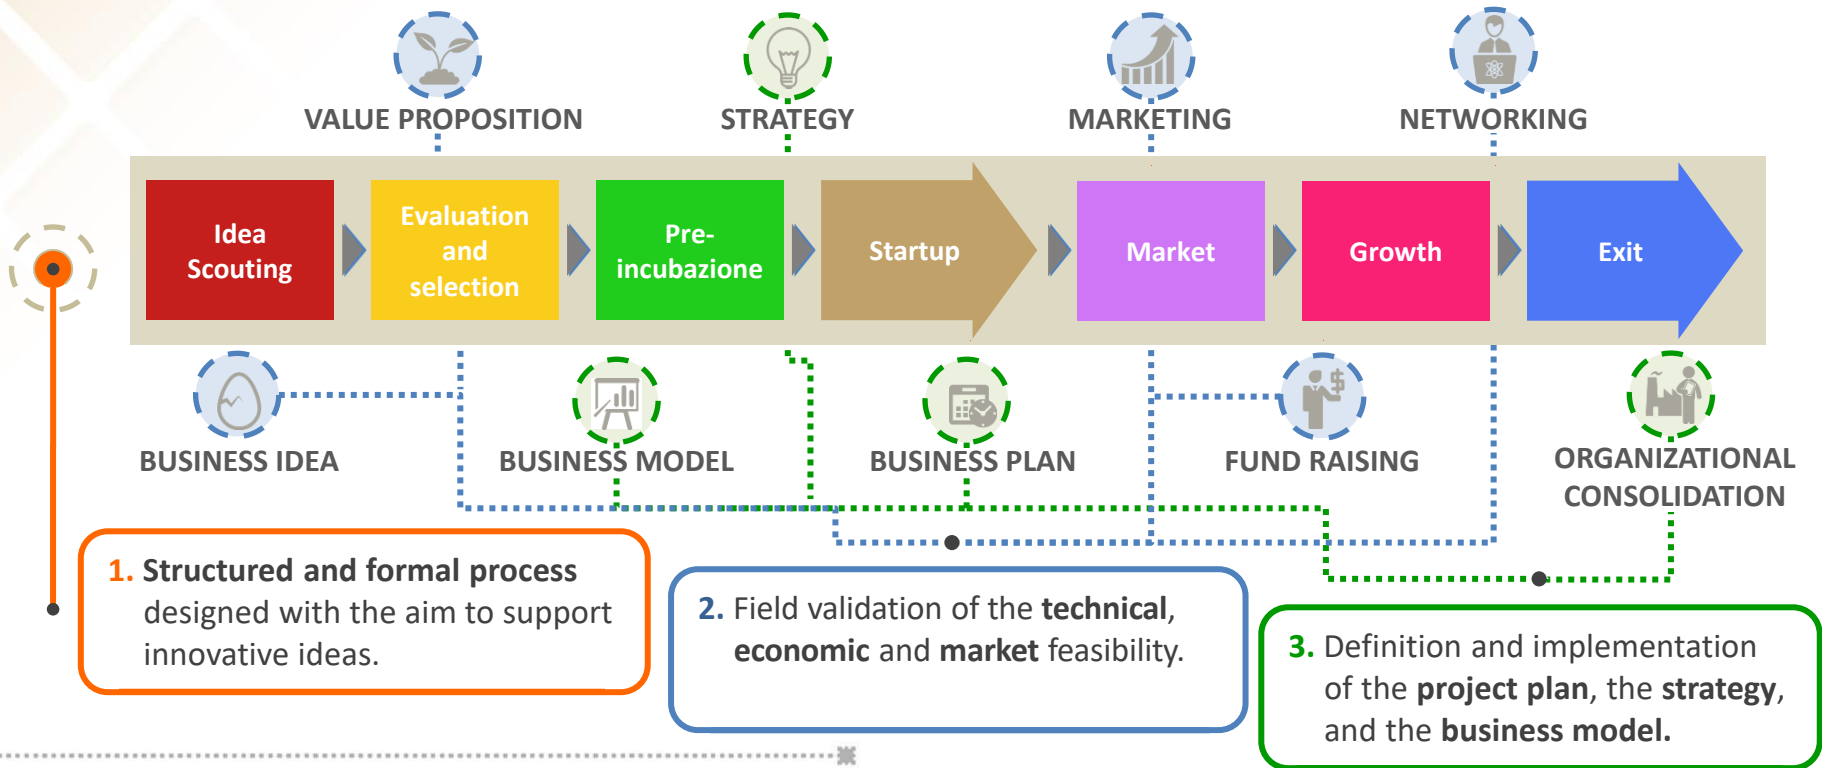 VALUE PROPOSITION
STRATEGY
MARKETING
NETWORKING
Idea
Scouting
Evaluation
and
selection
Pre-
incubazione
Startup
Market
Growth
Exit
BUSINESS IDEA
BUSINESS MODEL
BUSINESS PLAN
FUND RAISING
ORGANIZATIONAL
CONSOLIDATION
1. Structured and formal process
designed with the aim to support
innovative ideas.
2. Field validation of the technical,
economic and market feasibility.
3. Definition and implementation
of the project plan, the strategy,
and the business model.